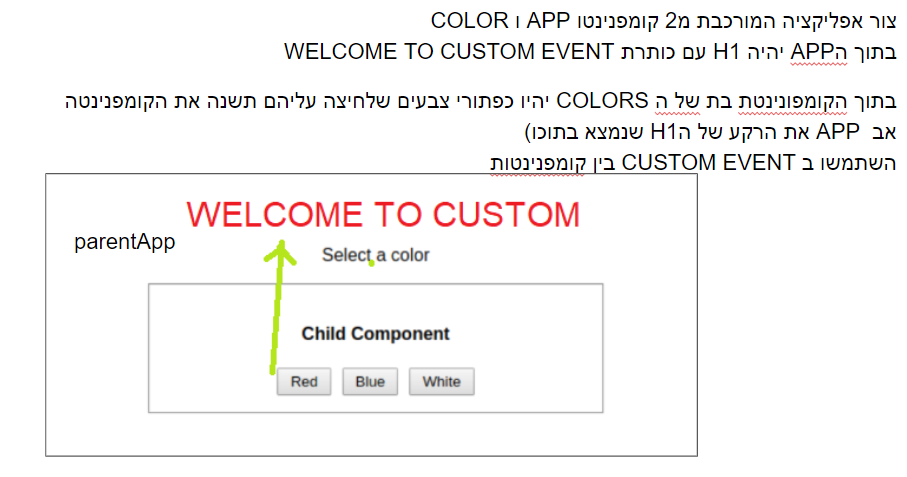 צור אפליקציה המורכבת מ2 קומפנינטו APP ו COLOR
בתוך הAPP יהיה H1 עם כותרת WELCOME TO CUSTOM EVENT
בתוך הקומפונינטת בת של ה COLORS יהיו כפתורי צבעים שלחיצה עליהם תשנה את הקומפנינטה
אב APP את הרקע של הH1 שנמצא בתוכו)
השתמשו ב CUSTOM EVENT בין קומפנינטות
WELCOME TO CUSTOM
parentApp
Select a color
Child Component
Red Blue White